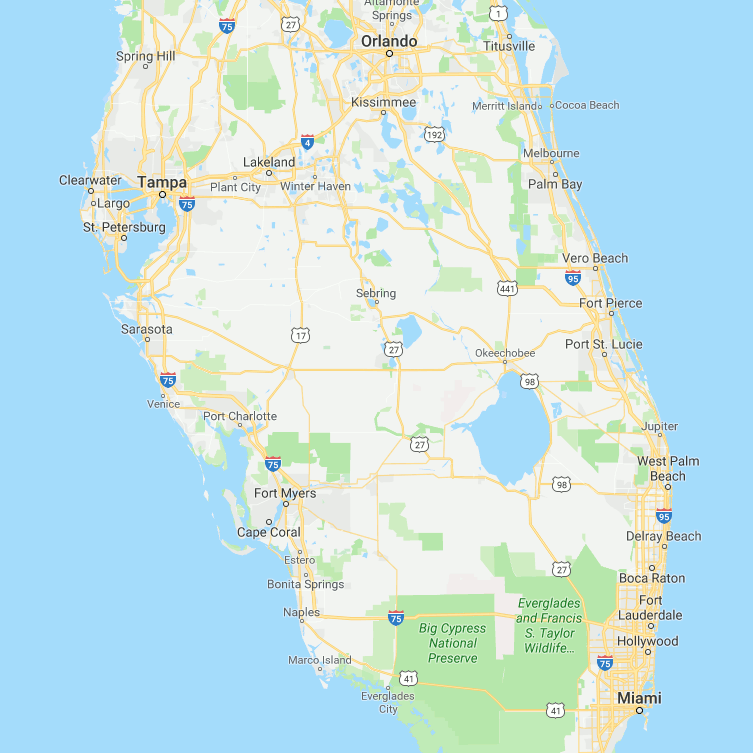 Altamonte
Springs
1
75
27
Orlando
Titusville
Spring Hill
Kissimmee
Merritt Island
Cocoa Beach
192
4
Melbourne
Lakeland
Clearwater
Tampa
Plant City
Winter Haven
Palm Bay
Largo
75
St. Petersburg
Vero Beach
95
441
Sebring
Fort Pierce
Sarasota
17
27
Okeechobee
Port St. Lucie
75
98
Venice
Port Charlotte
Jupiter
27
75
West Palm
Beach
98
Fort Myers
95
Cape Coral
Delray Beach
Estero
27
Boca Raton
Bonita Springs
Naples
75
Big Cypress
National
Preserve
Everglades
and Francis
S. Taylor
Wildlife...
Fort
Lauderdale
Hollywood
Marco Island
75
41
Everglades
City
41
Miami